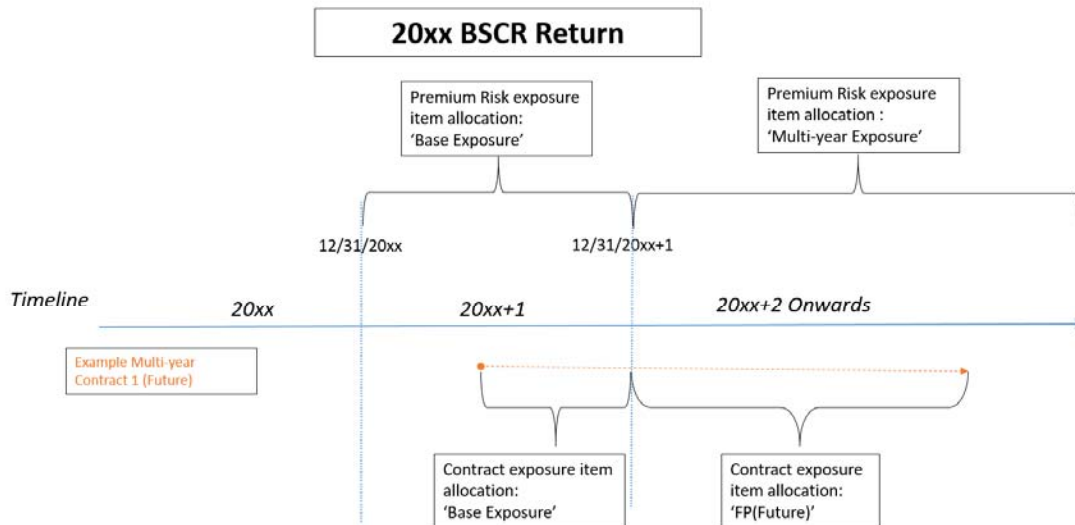 20xx BSCR Return
Premium Risk exposure
item allocation:
‘Base Exposure’
Premium Risk exposure
item allocation :
‘Multi-year Exposure’
12/31/20xx
12/31/20xx+1
Timeline
20xx
20xx+1
20xx+2 Onwards
Example Multi-year
Contract 1 (Future)
Contract exposure item
allocation:
‘Base Exposure’
Contract exposure
item allocation:
‘FP(Future)’